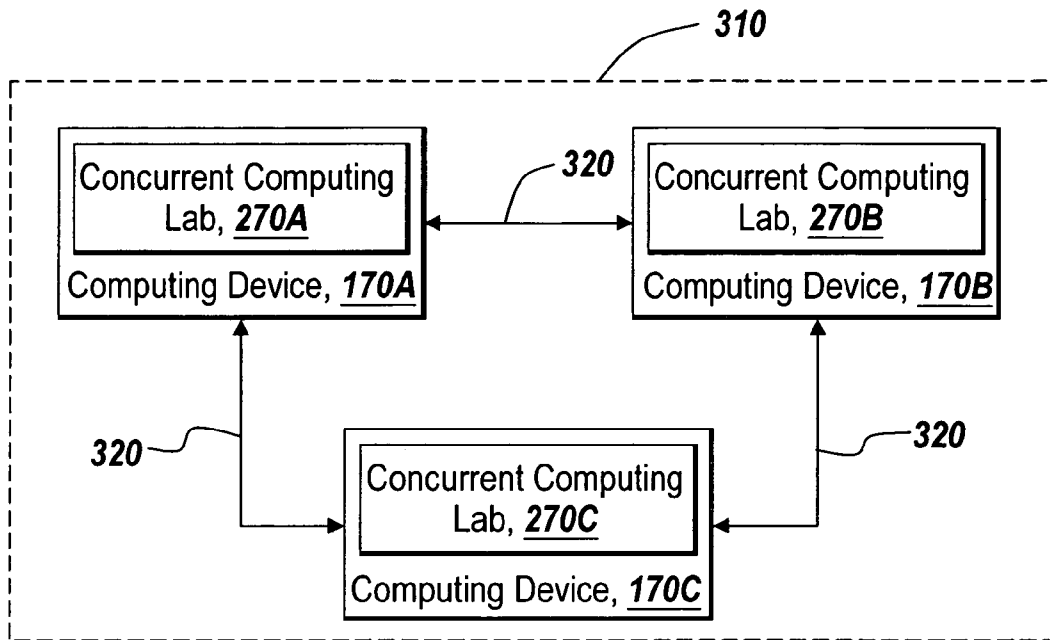 310
Concurrent Computing
Lab, 270A
Computing Device, 170A
320
Concurrent Computing
Lab, 270B
Computing Device, 170B
320
320
Concurrent Computing
Lab, 270C
Computing Device, 170C